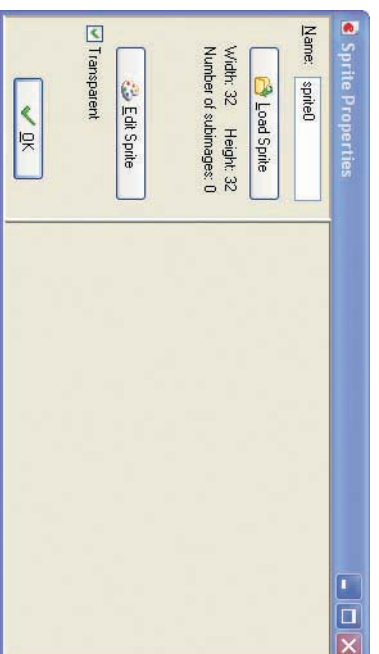 Sprite Properties
Name: sprite0
Load Sprite
Width: 32 Height: 32
Number of subimages: 0
Edit Sprite
Transparent
OK